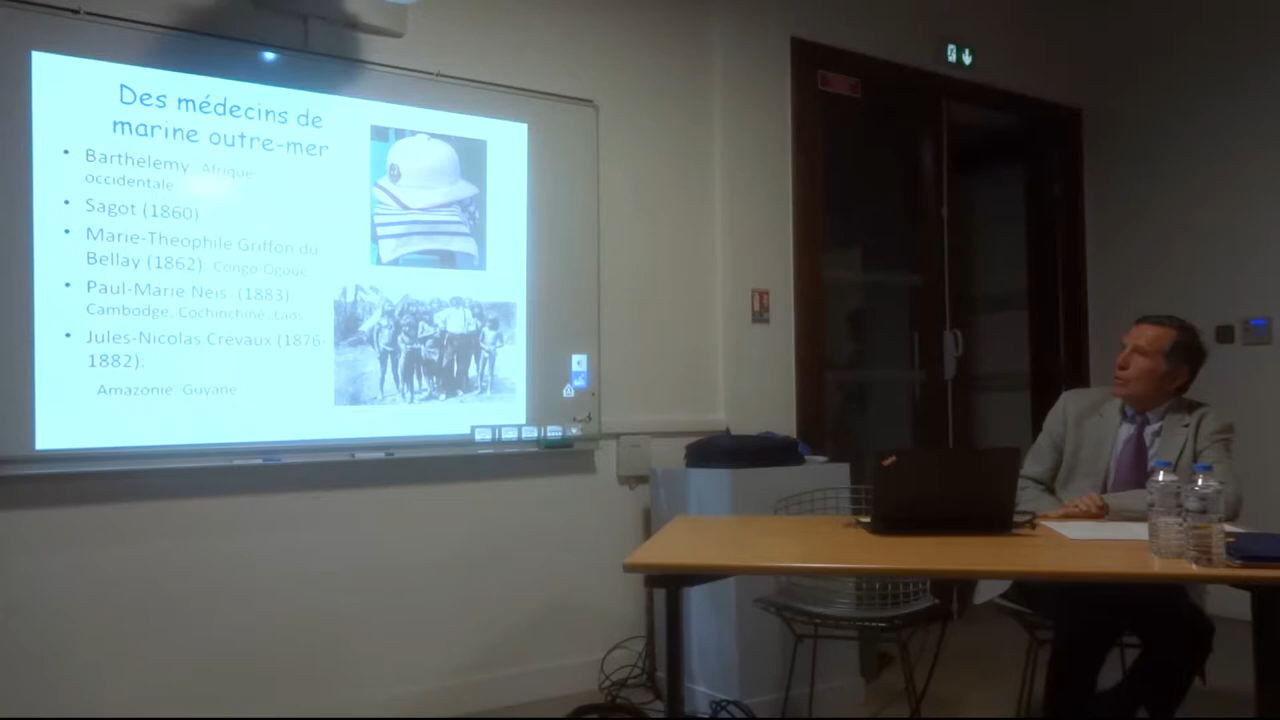 Des médecins de
marine outre-mer
• Barthélemy: Afrique
occidentale
• Sagot (1860)
• Marie-Theophile Griffon du
Bellay (1862): Congo Ogoue
• Paul-Marie Neis: (1883):
Cambodge, Cochinchine, Laos
• Jules-Nicolas Crevaux (1876-
1882):
Amazonie: Guyane